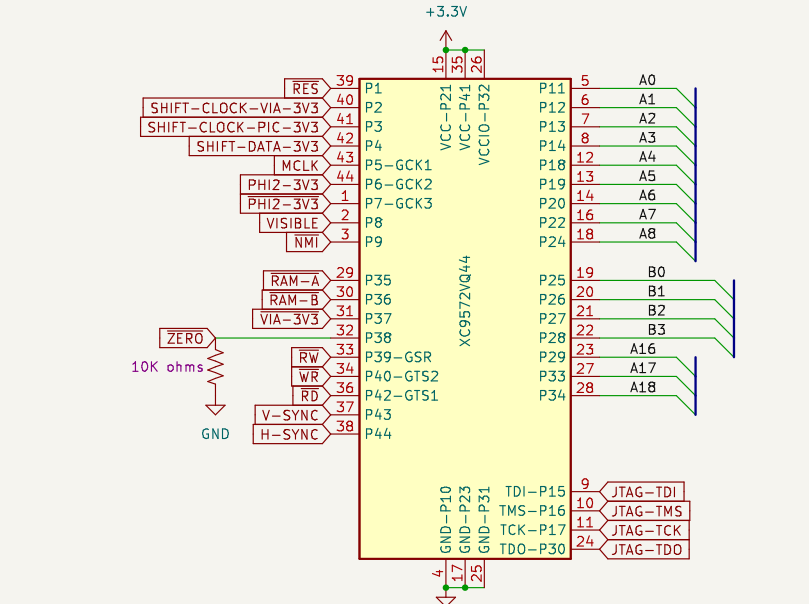 +3.3V
15 35 26
VCC-P21 VCC-P41 VCCIO-P32
RES 39 P1
SHIFT-CLOCK-VIA-3V3 40 P2
SHIFT-CLOCK-PIC-3V3 41 P3
SHIFT-DATA-3V3 42 P4
MCLK 43 P5-GCK1
PHI2-3V3 44 P6-GCK2
PHI2-3V3 1 P7-GCK3
VISIBLE 2 P8
NMI 3 P9
RAM-A 29 P35
RAM-B 30 P36
VIA-3V3 31 P37
ZERO 32 P38
10K ohms
GND
RW 33 P39-GSR
WR 34 P40-GTS2
RD 36 P42-GTS1
V-SYNC 37 P43
H-SYNC 38 P44
XC9572VQ44
P11 5 A0
P12 6 A1
P13 7 A2
P14 8 A3
P18 12 A4
P19 13 A5
P20 14 A6
P22 16 A7
P24 18 A8
P25 19 B0
P26 20 B1
P27 21 B2
P28 22 B3
P29 23 A16
P33 27 A17
P34 28 A18
TDI-P15 9 JTAG-TDI
TMS-P16 10 JTAG-TMS
TCK-P17 11 JTAG-TCK
TDO-P30 24 JTAG-TDO
GND-P10 GND-P23 GND-P31
4 17 25